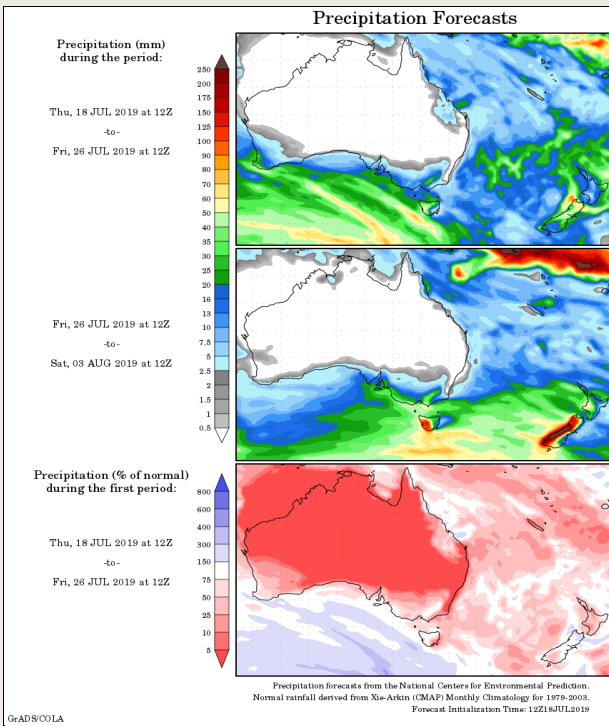 Precipitation Forecasts
Precipitation (mm)
during the period:
Thu, 18 JUL 2019 at 12Z
-to-
Fri, 26 JUL 2019 at 12Z
250
200
175
150
125
100
90
80
70
60
50
40
35
30
25
20
16
13
10
7.5
5
2.5
2
1.5
1
0.5
Fri, 26 JUL 2019 at 12Z
-to-
Sat, 03 AUG 2019 at 12Z
Precipitation (% of normal)
during the first period:
Thu, 18 JUL 2019 at 12Z
-to-
Fri, 26 JUL 2019 at 12Z
800
600
400
300
150
75
50
25
10
5
Precipitation forecasts from the National Centers for Environmental Prediction.
Normal rainfall derived from Xie-Arkin (CMAP) Monthly Climatology for 1979-2003.
Forecast Initialization Time: 12Z18JUL2019
GrADS/COLA